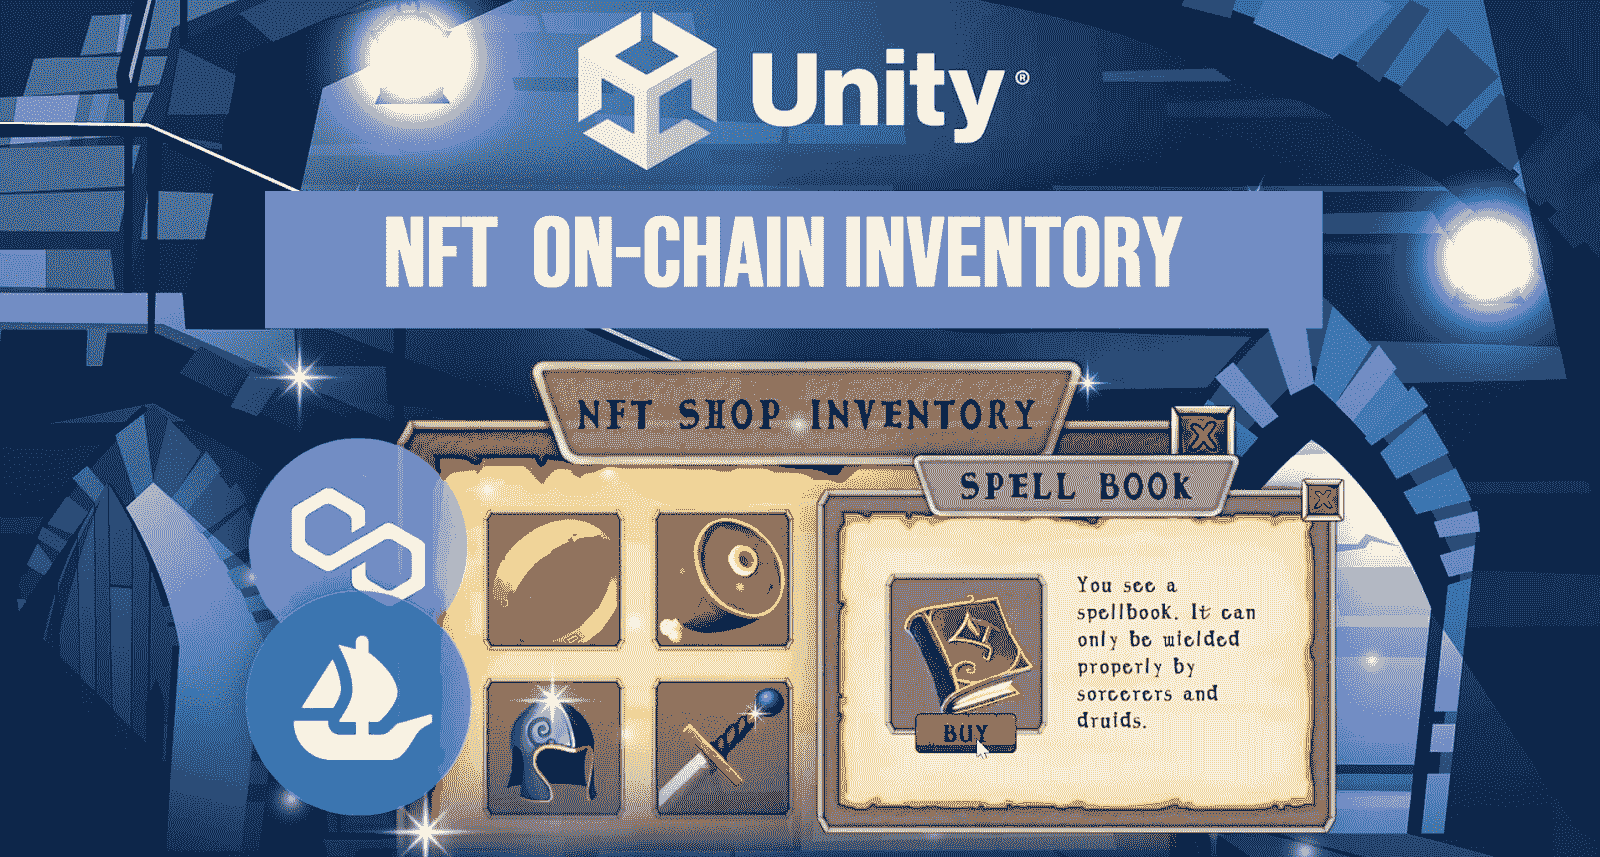 Unity®
NFT ON-CHAIN INVENTORY
NFT SHOP INVENTORY
X
SPELL BOOK
X
You see a
spellbook. It can
only be wielded
properly by
sorcerers and
druids.
BUY